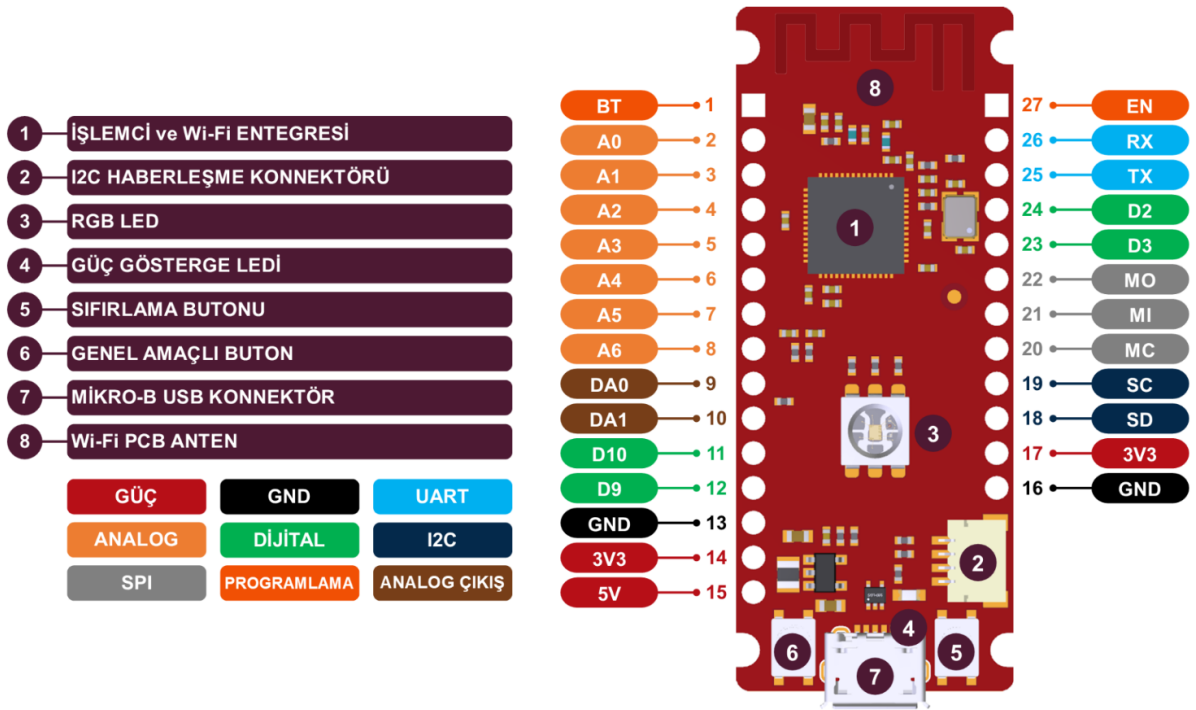 1 İŞLEMCİ ve Wi-Fi ENTEGRESİ
2 I2C HABERLEŞME KONNEKTÖRÜ
3 RGB LED
4 GÜÇ GÖSTERGE LEDİ
5 SIFIRLAMA BUTONU
6 GENEL AMAÇLI BUTON
7 MİKRO-B USB KONNEKTÖR
8 Wi-Fi PCB ANTEN
GÜÇ GND UART
ANALOG DİJİTAL I2C
SPI PROGRAMLAMA ANALOG ÇIKIŞ
BT 1
A0 2
A1 3
A2 4
A3 5
A4 6
A5 7
A6 8
DA0 9
DA1 10
D10 11
D9 12
GND 13
3V3 14
5V 15
8
1
3
2
4
6
5
7
27 EN
26 RX
25 TX
24 D2
23 D3
22 MO
21 MI
20 MC
19 SC
18 SD
17 3V3
16 GND